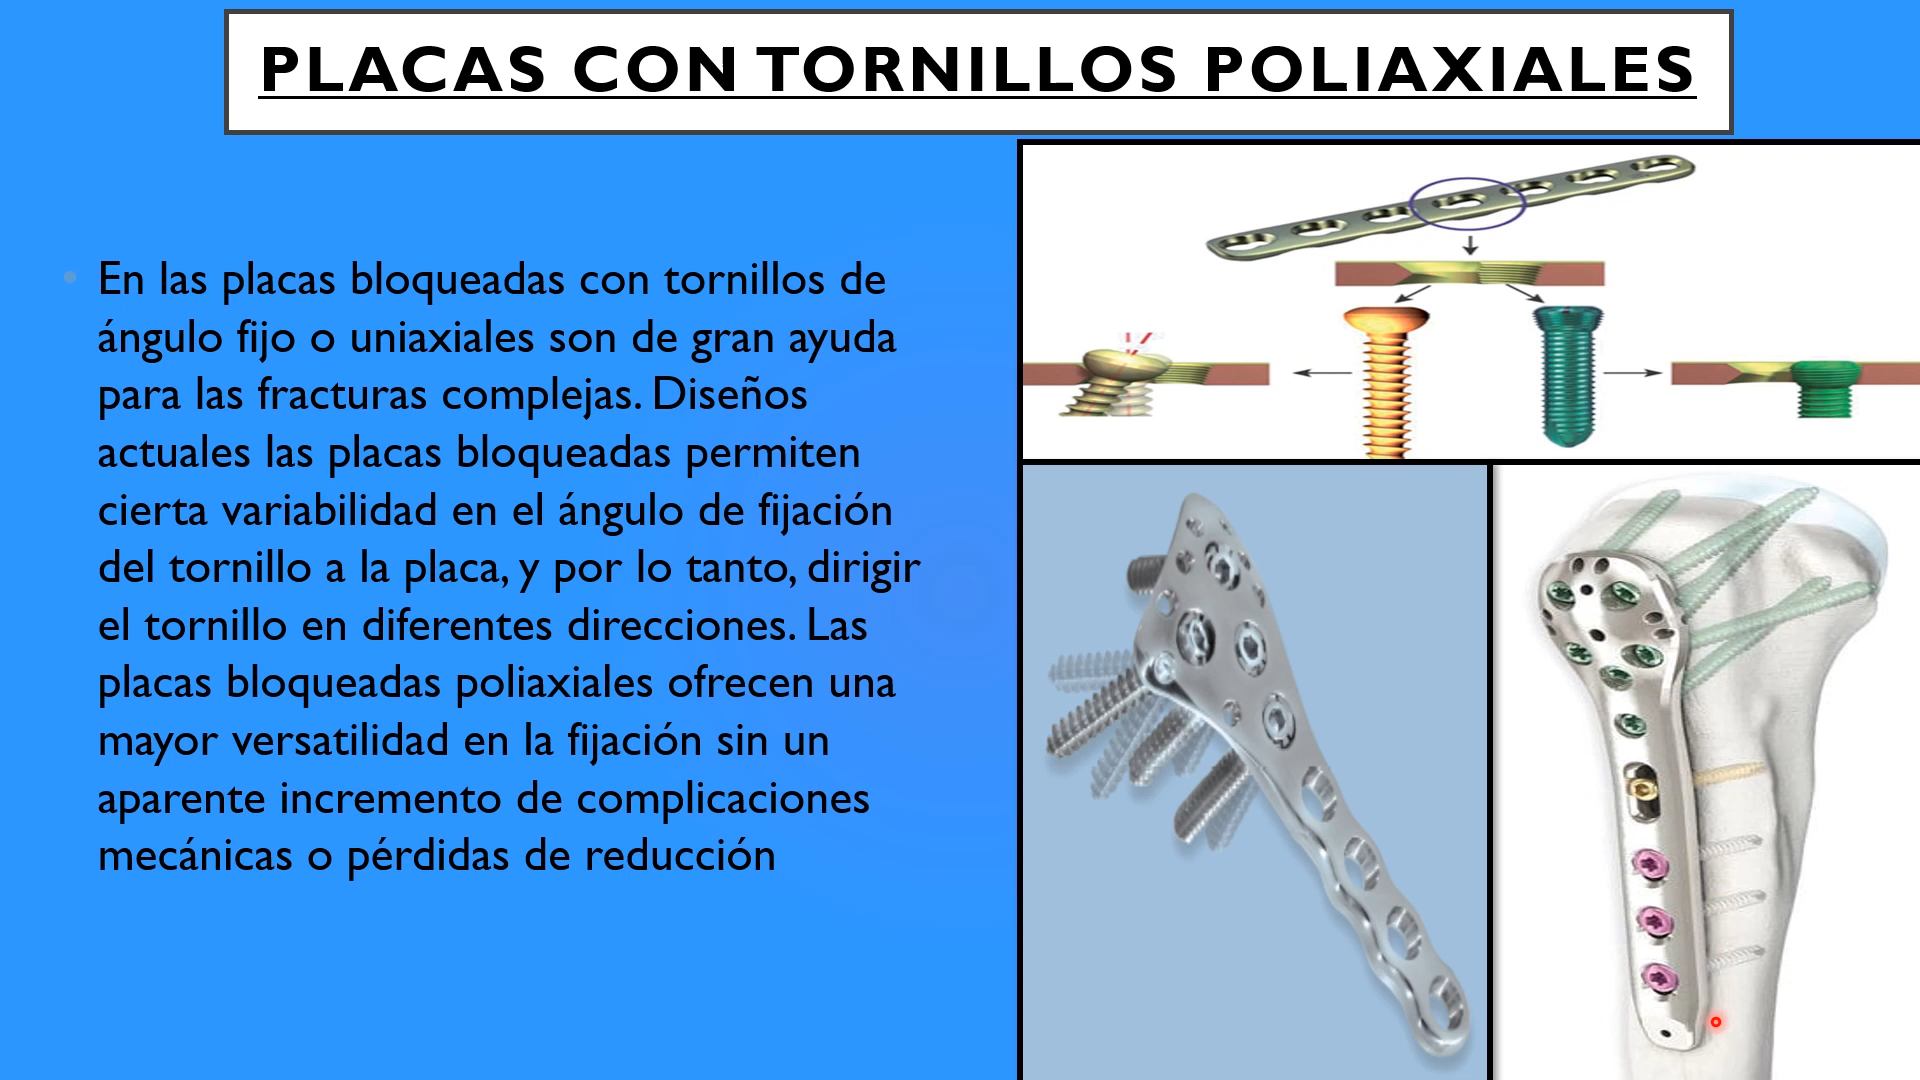 PLACAS CON TORNILLOS POLIAXIALES
• En las placas bloqueadas con tornillos de
ángulo fijo o uniaxiales son de gran ayuda
para las fracturas complejas. Diseños
actuales las placas bloqueadas permiten
cierta variabilidad en el ángulo de fijación
del tornillo a la placa, y por lo tanto, dirigir
el tornillo en diferentes direcciones. Las
placas bloqueadas poliaxiales ofrecen una
mayor versatilidad en la fijación sin un
aparente incremento de complicaciones
mecánicas o pérdidas de reducción